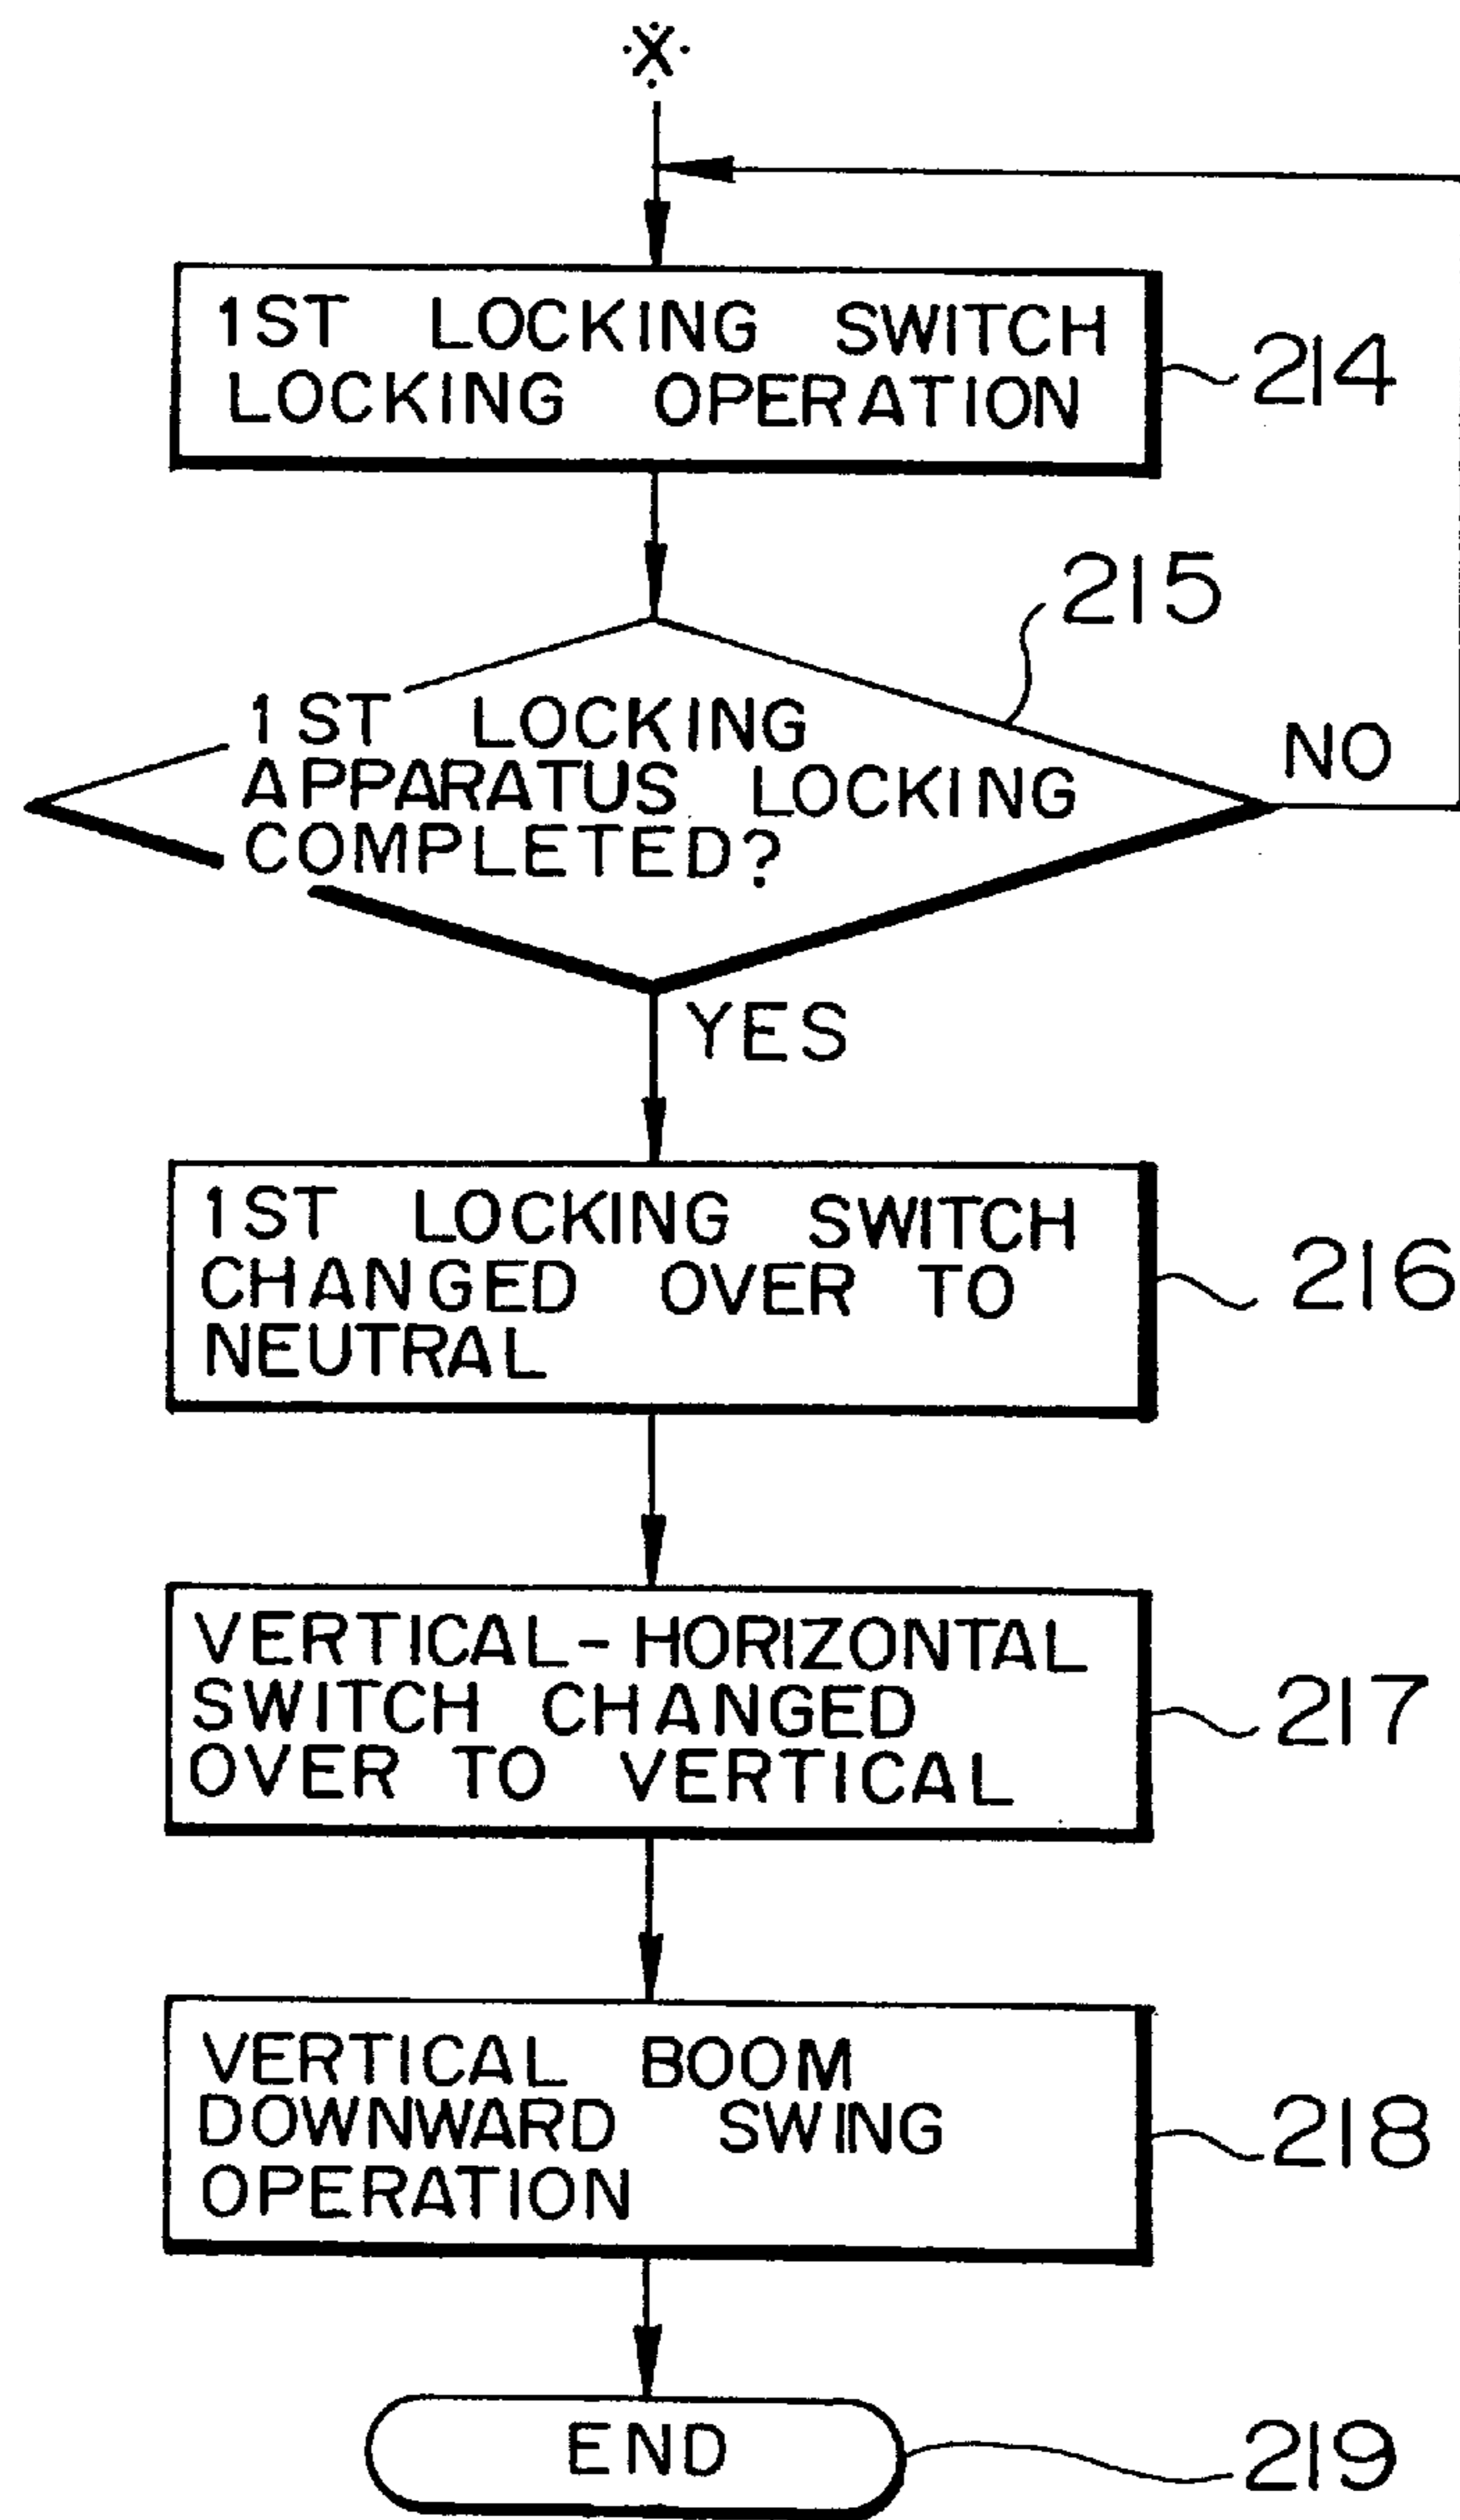 ※
1ST LOCKING SWITCH
LOCKING OPERATION
214
215
1ST LOCKING
APPARATUS LOCKING
COMPLETED?
NO
YES
1ST LOCKING SWITCH
CHANGED OVER TO
NEUTRAL
216
VERTICAL-HORIZONTAL
SWITCH CHANGED
OVER TO VERTICAL
217
VERTICAL BOOM
DOWNWARD SWING
OPERATION
218
END
219